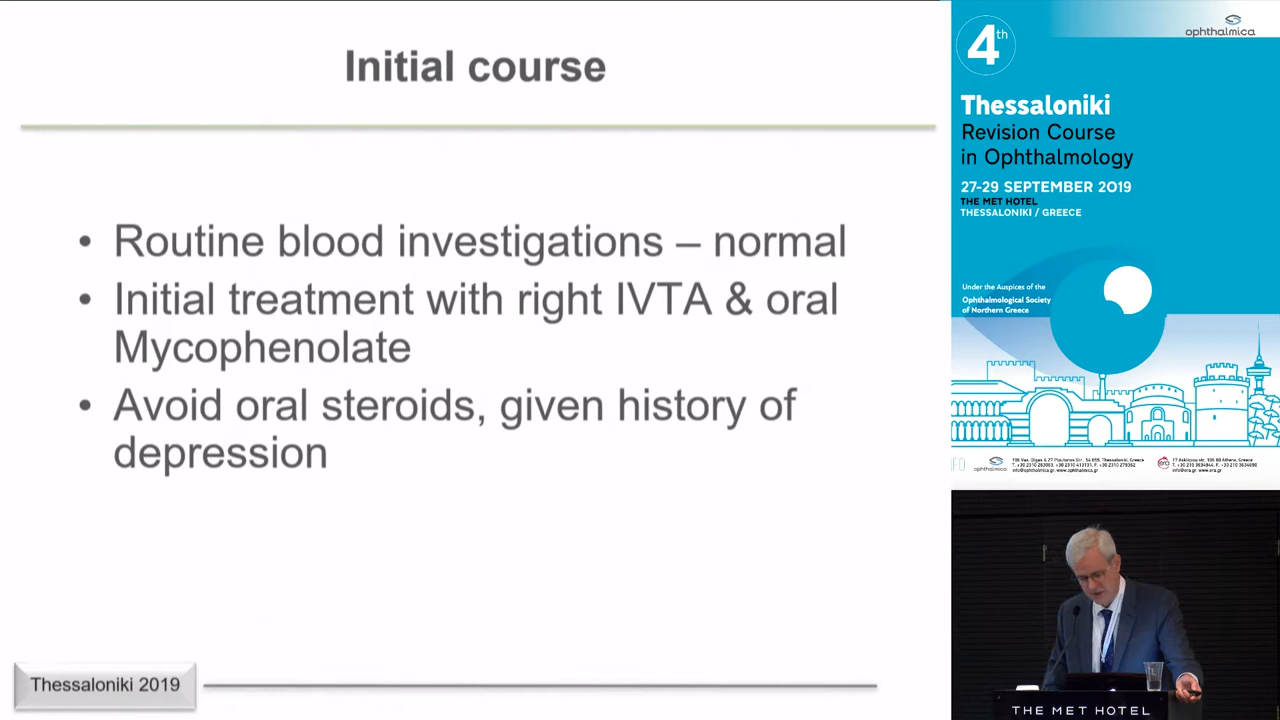 Initial course
• Routine blood investigations – normal
• Initial treatment with right IVTA & oral
Mycophenolate
• Avoid oral steroids, given history of
depression
Thessaloniki 2019
ophthalmica
4th
Thessaloniki
Revision Course
in Ophthalmology
27-29 SEPTEMBER 2019
THE MET HOTEL
THESSALONIKI / GREECE
Under the Auspices of the
Ophthalmological Society
of Northern Greece
ophthalmica
THE MET HOTEL